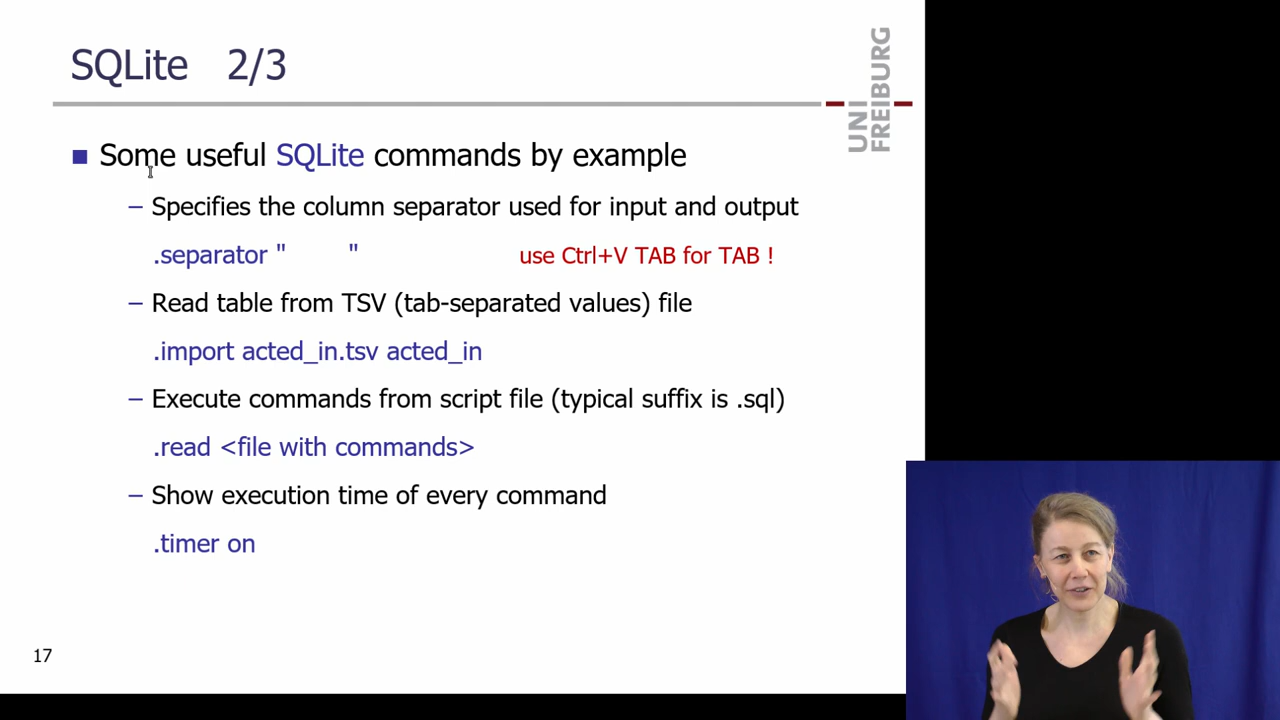 SQLite 2/3
UNI
FREIBURG
■ Some useful SQLite commands by example
– Specifies the column separator used for input and output
.separator "        " use Ctrl+V TAB for TAB !
– Read table from TSV (tab-separated values) file
.import acted_in.tsv acted_in
– Execute commands from script file (typical suffix is .sql)
.read <file with commands>
– Show execution time of every command
.timer on
17